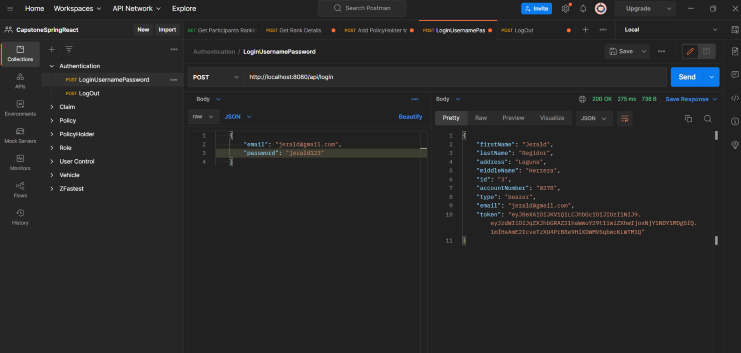 Home Workspaces API Network Explore Search Postman Invite Upgrade
CapstoneSpringReact New Import GET Get Participants Rank POST Get Rank Details POST Add PolicyHolder to POST LoginUsernamePas POST LogOut Local
Collections
APIs
Environments
Mock Servers
Monitors
Flows
History
Authentication
POST LoginUsernamePassword
POST LogOut
Claim
Policy
PolicyHolder
Role
User Control
Vehicle
ZFastest
Authentication / LoginUsernamePassword Save
POST http://localhost:8080/api/login Send
Body
raw JSON Beautify
1 {
2 "email": "jerald@gmail.com",
3 "password": "jerald123"
4 }
Body 200 OK 275 ms 738 B Save Response
Pretty Raw Preview Visualize JSON
1 {
2 "firstName": "Jerald",
3 "lastName": "Regidor",
4 "address": "Laguna",
5 "middleName": "Herrera",
6 "id": "2",
7 "accountNumber": "0276",
8 "type": "bearer",
9 "email": "jerald@gmail.com",
10 "token":
11 }